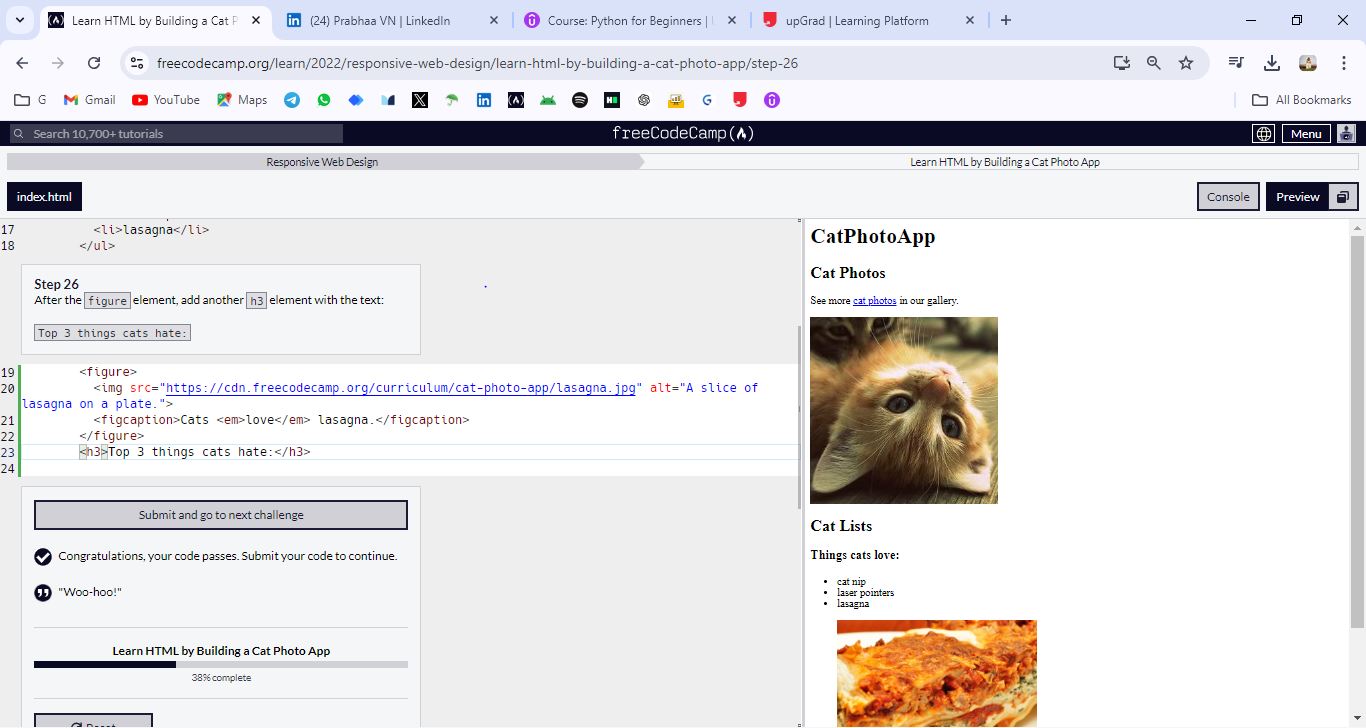 Learn HTML by Building a Cat P
(24) Prabhaa VN | LinkedIn
Course: Python for Beginners |
upGrad | Learning Platform
freecodecamp.org/learn/2022/responsive-web-design/learn-html-by-building-a-cat-photo-app/step-26
G
Gmail
YouTube
Maps
All Bookmarks
Search 10,700+ tutorials
freeCodeCamp
Menu
Responsive Web Design
Learn HTML by Building a Cat Photo App
index.html
Console
Preview
17 <li>lasagna</li>
18 </ul>
Step 26
After the figure element, add another h3 element with the text:
Top 3 things cats hate:
19 <figure>
20 <img src="https://cdn.freecodecamp.org/curriculum/cat-photo-app/lasagna.jpg" alt="A slice of
lasagna on a plate.">
21 <figcaption>Cats <em>love</em> lasagna.</figcaption>
22 </figure>
23 <h3>Top 3 things cats hate:</h3>
24
Submit and go to next challenge
Congratulations, your code passes. Submit your code to continue.
"Woo-hoo!"
Learn HTML by Building a Cat Photo App
38% complete
Reset
CatPhotoApp
Cat Photos
See more cat photos in our gallery.
Cat Lists
Things cats love:
cat nip
laser pointers
lasagna